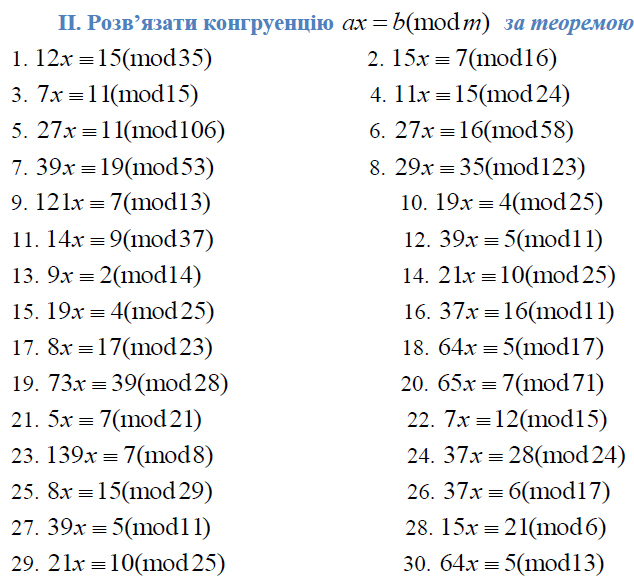 II. Розв’язати конгруенцію ax = b(mod m) за теоремою
1. 12x ≡ 15(mod35) 2. 15x ≡ 7(mod16)
3. 7x ≡ 11(mod15) 4. 11x ≡ 15(mod24)
5. 27x ≡ 11(mod106) 6. 27x ≡ 16(mod58)
7. 39x ≡ 19(mod53) 8. 29x ≡ 35(mod123)
9. 121x ≡ 7(mod13) 10. 19x ≡ 4(mod25)
11. 14x ≡ 9(mod37) 12. 39x ≡ 5(mod11)
13. 9x ≡ 2(mod14) 14. 21x ≡ 10(mod25)
15. 19x ≡ 4(mod25) 16. 37x ≡ 16(mod11)
17. 8x ≡ 17(mod23) 18. 64x ≡ 5(mod17)
19. 73x ≡ 39(mod28) 20. 65x ≡ 7(mod71)
21. 5x ≡ 7(mod21) 22. 7x ≡ 12(mod15)
23. 139x ≡ 7(mod8) 24. 37x ≡ 28(mod24)
25. 8x ≡ 15(mod29) 26. 37x ≡ 6(mod17)
27. 39x ≡ 5(mod11) 28. 15x ≡ 21(mod6)
29. 21x ≡ 10(mod25) 30. 64x ≡ 5(mod13)